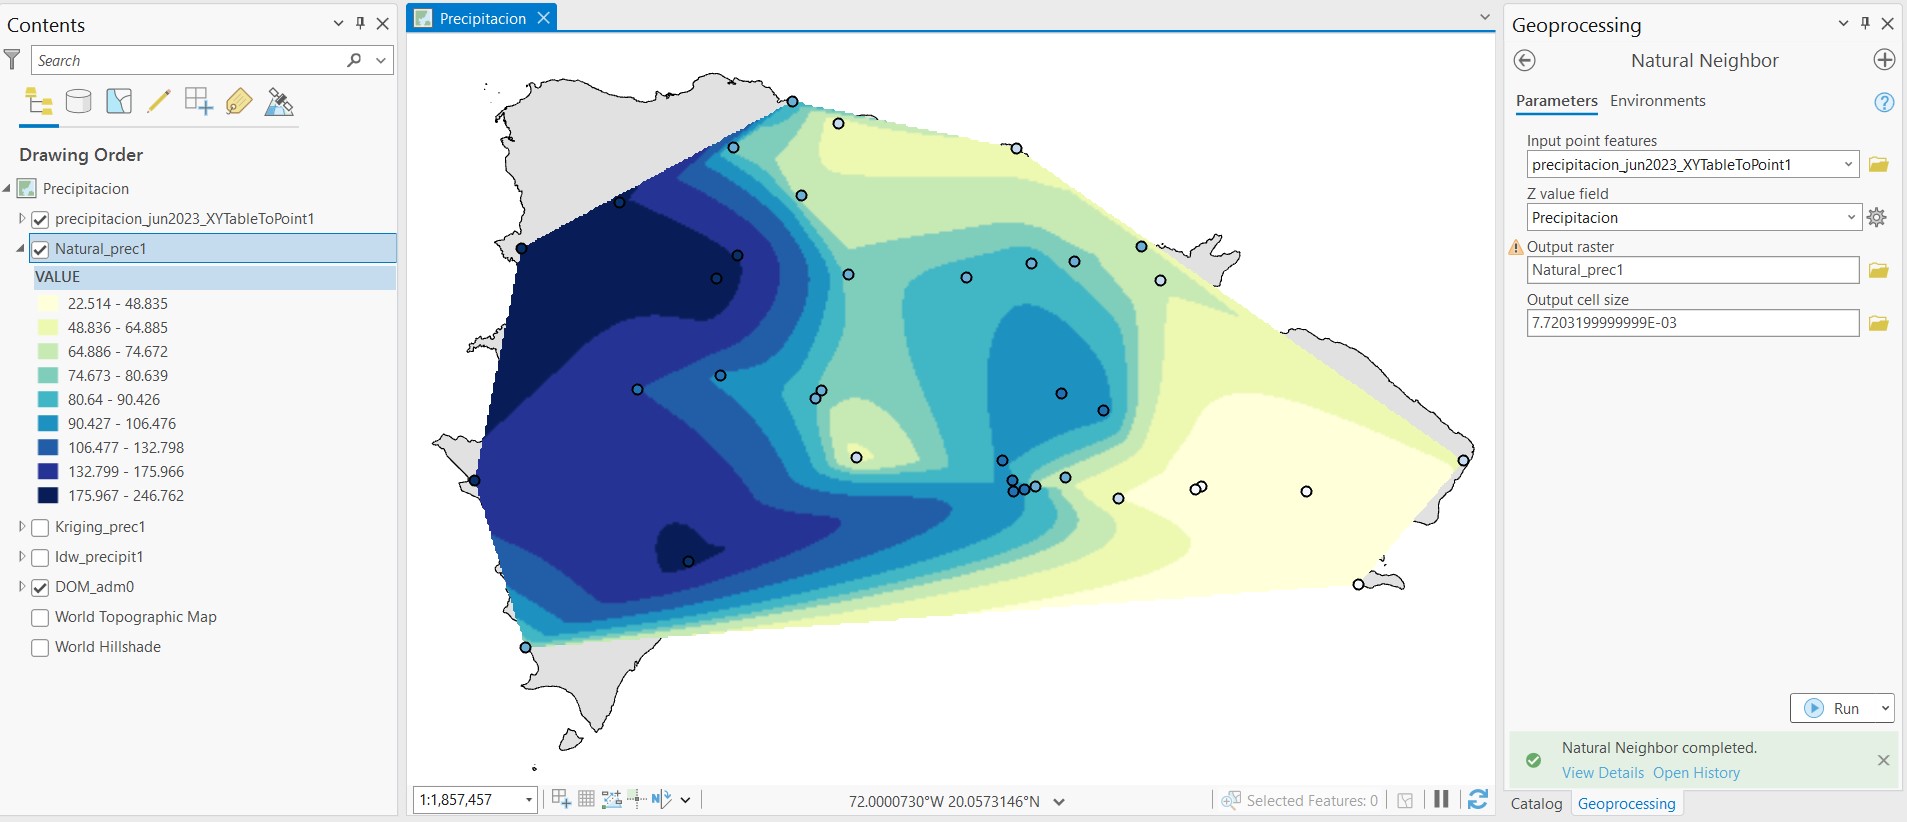 Contents
Search
Drawing Order
Precipitacion
precipitacion_jun2023_XYTableToPoint1
Natural_prec1
VALUE
22.514 - 48.835
48.836 - 64.885
64.886 - 74.672
74.673 - 80.639
80.64 - 90.426
90.427 - 106.476
106.477 - 132.798
132.799 - 175.966
175.967 - 246.762
Kriging_prec1
Idw_precipit1
DOM_adm0
World Topographic Map
World Hillshade
Precipitacion
1:1,857,457
N
72.0000730°W 20.0573146°N
Selected Features: 0
Geoprocessing
Natural Neighbor
Parameters Environments
Input point features
precipitacion_jun2023_XYTableToPoint1
Z value field
Precipitacion
Output raster
Natural_prec1
Output cell size
7.7203199999999E-03
Run
Natural Neighbor completed.
View Details Open History
Catalog Geoprocessing